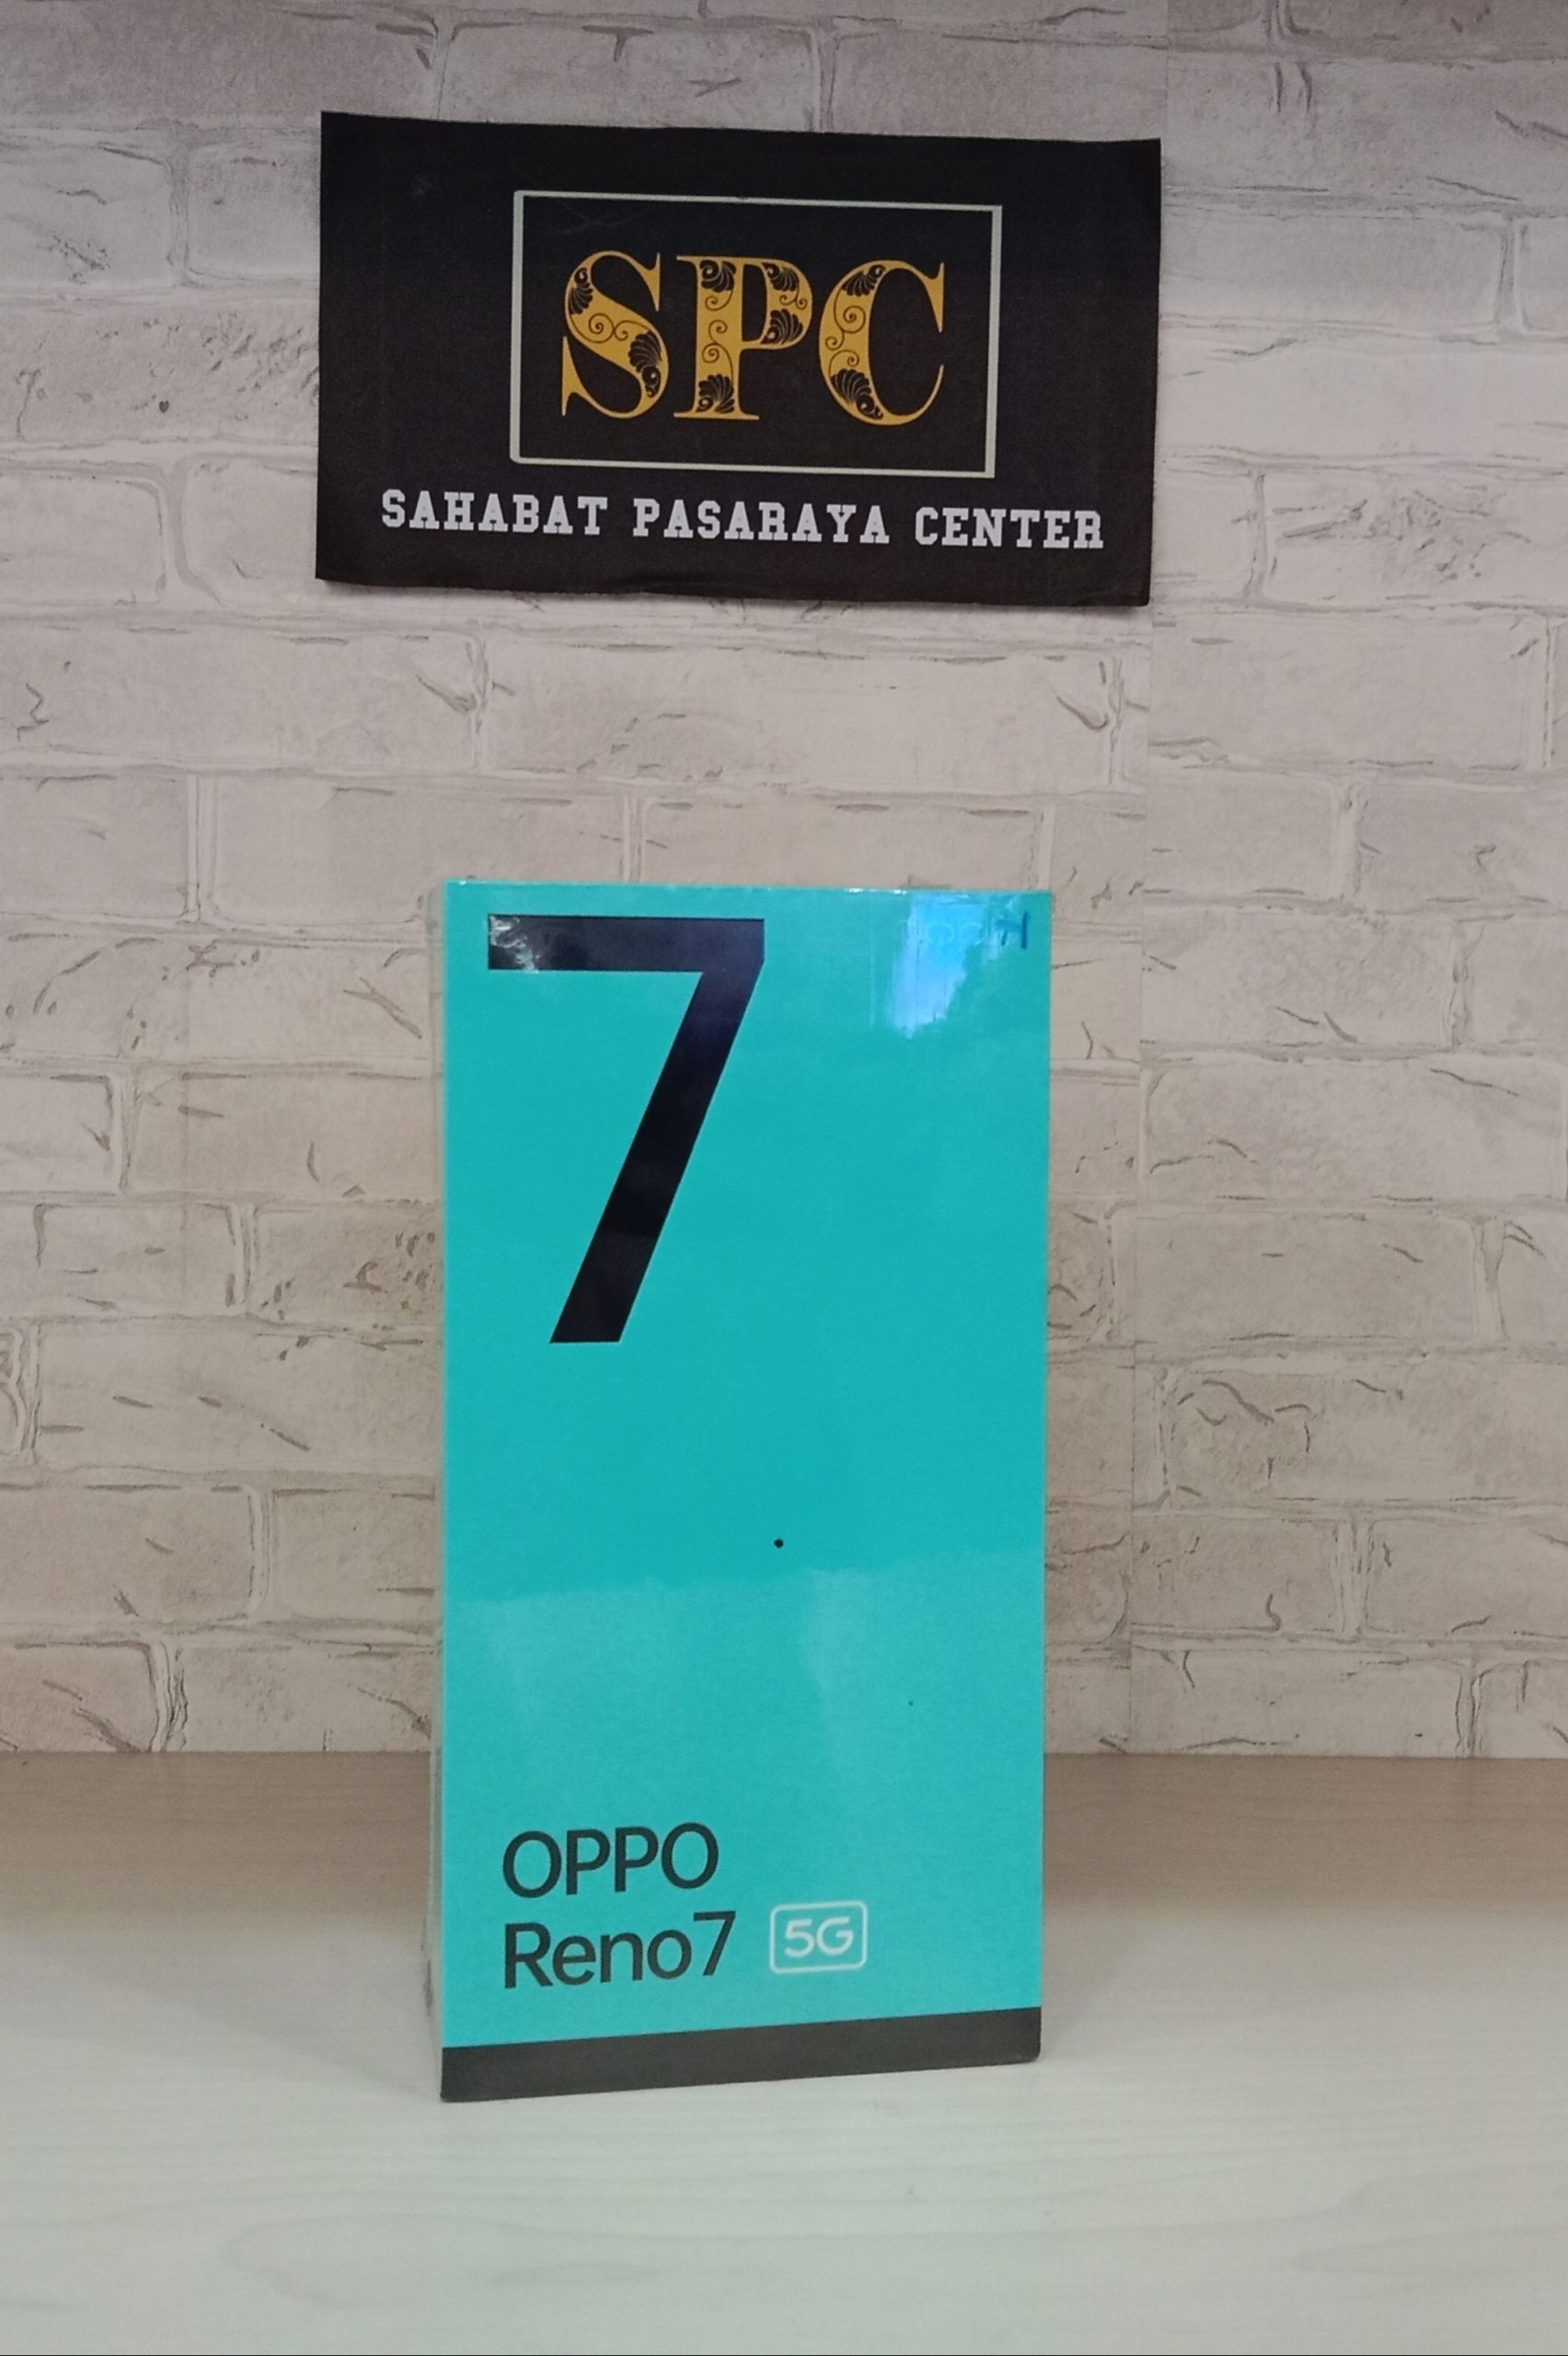 SPC
SAHABAT PASARAYA CENTER
7
OPPO
Reno7 5G